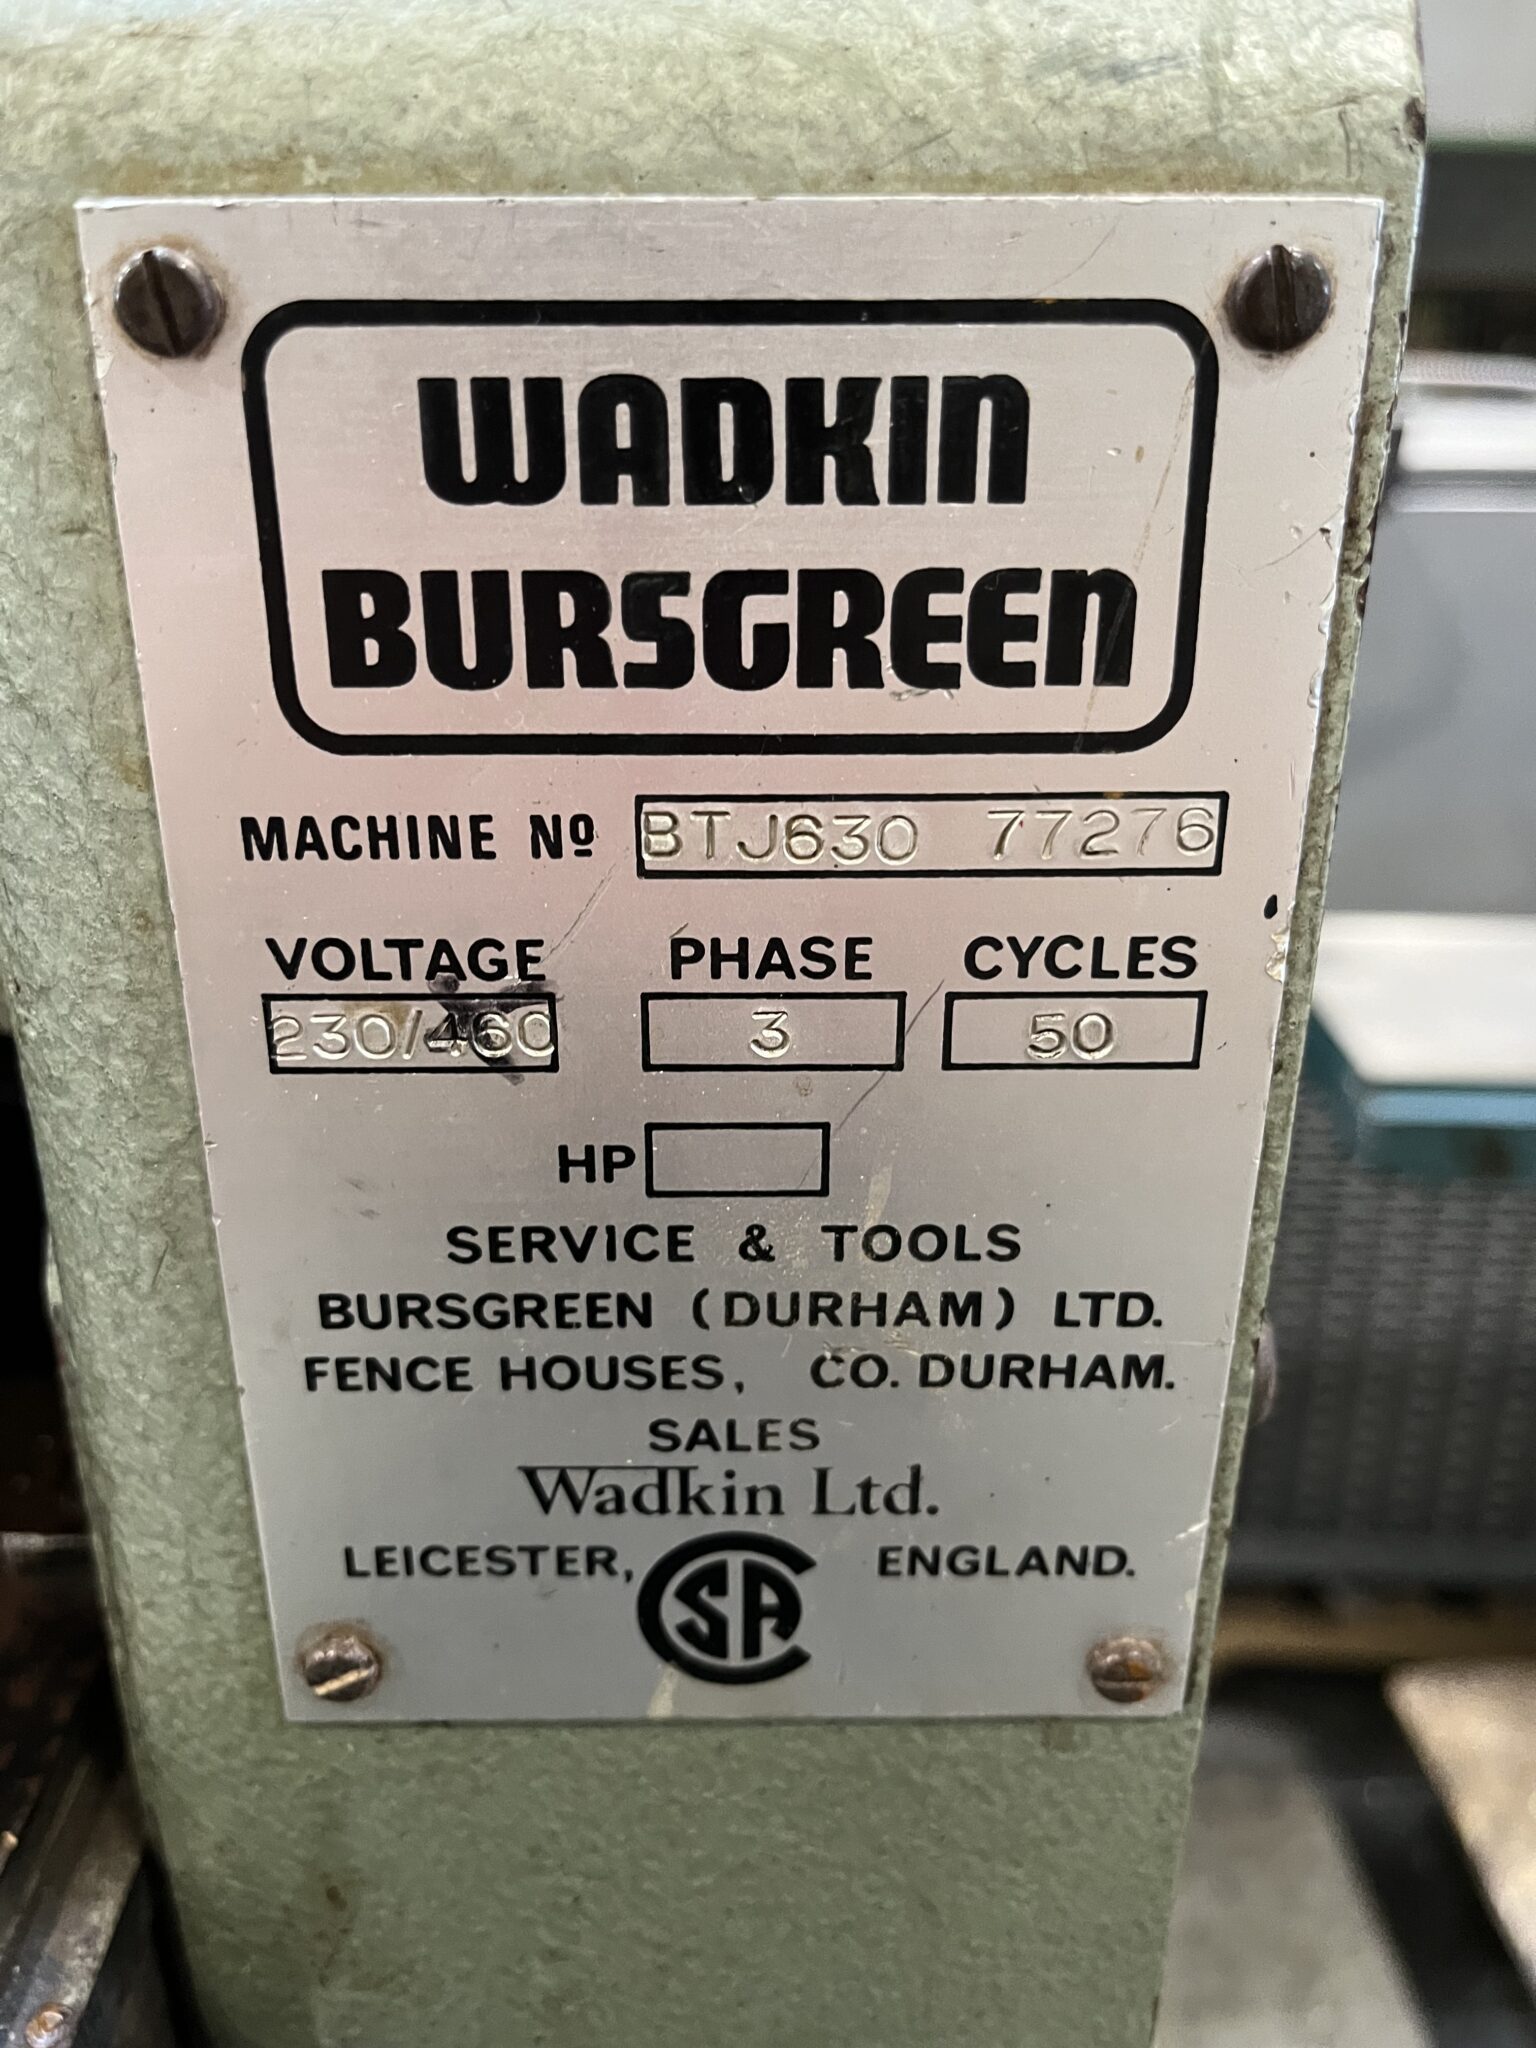 WADKIN
BURSGREEN
MACHINE Nº BTJ630 77276
VOLTAGE PHASE CYCLES
230/460 3 50
HP
SERVICE & TOOLS
BURSGREEN (DURHAM) LTD.
FENCE HOUSES, CO. DURHAM.
SALES
Wadkin Ltd.
LEICESTER, ENGLAND.
CSA